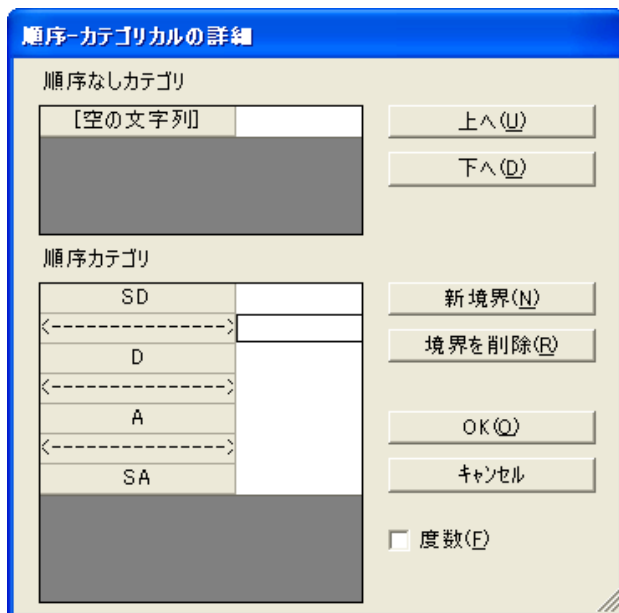 順序-カテゴリカルの詳細
順序なしカテゴリ
[空の文字列]
上へ(U)
下へ(D)
順序カテゴリ
SD
<--------------->
D
<--------------->
A
<--------------->
SA
新境界(N)
境界を削除(R)
OK(O)
キャンセル
度数(F)